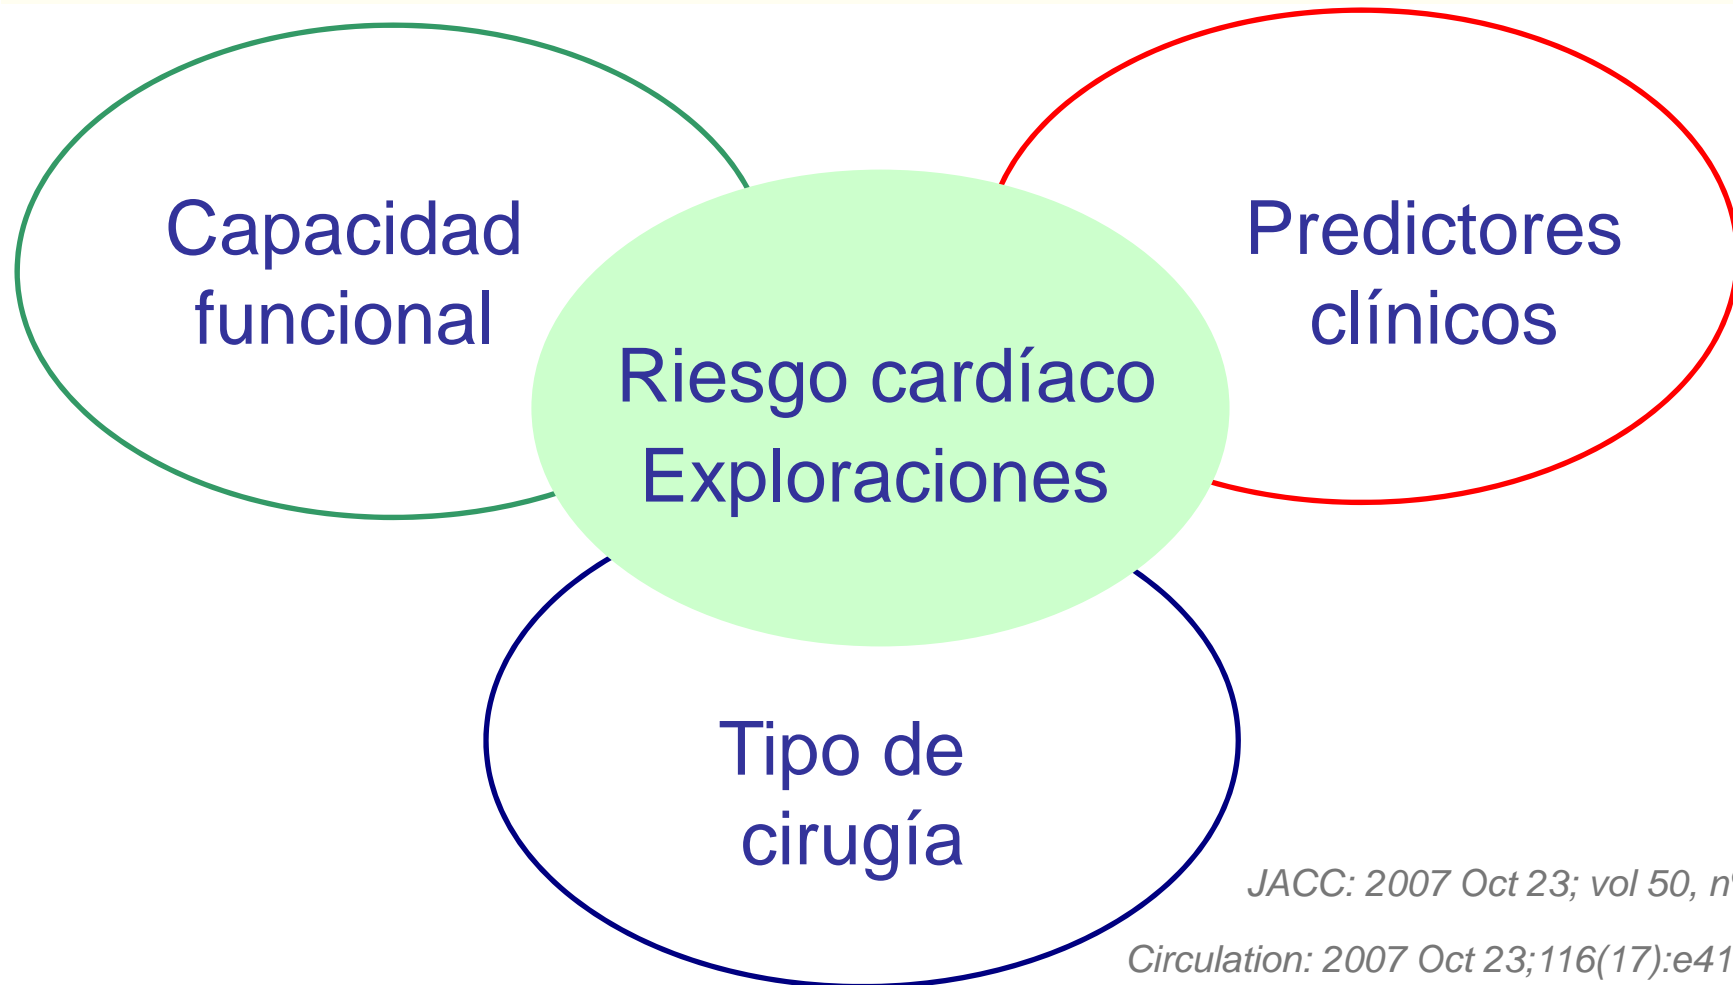 Capacidad
funcional
Predictores
clínicos
Riesgo cardíaco
Exploraciones
Tipo de
cirugía
JACC: 2007 Oct 23; vol 50, nº
Circulation: 2007 Oct 23;116(17):e41